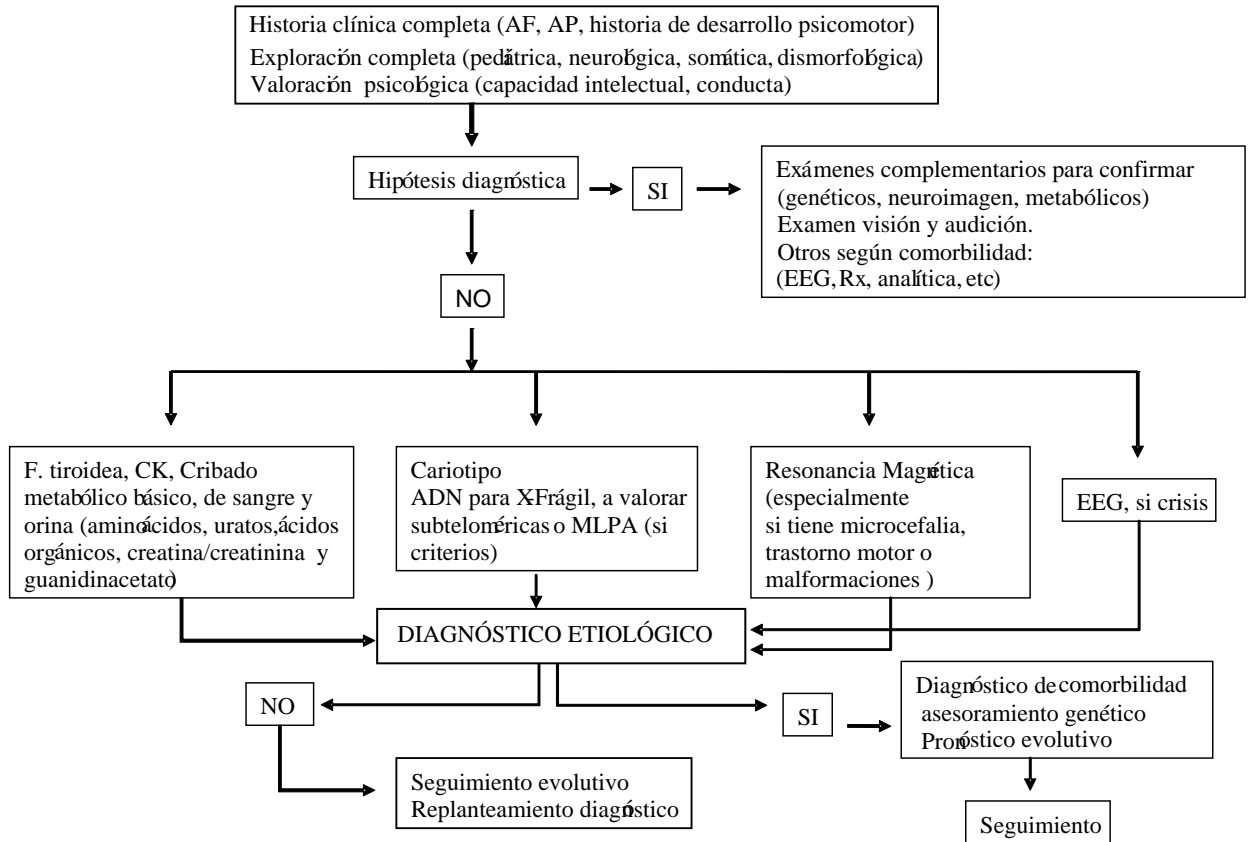 Historia clínica completa (AF, AP, historia de desarrollo psicomotor)
Exploración completa (pediátrica, neurológica, somática, dismorfológica)
Valoración psicológica (capacidad intelectual, conducta)
Hipótesis diagnóstica
SI
Exámenes complementarios para confirmar
(genéticos, neuroimagen, metabólicos)
Examen visión y audición.
Otros según comorbilidad:
(EEG, Rx, analítica, etc)
NO
F. tiroidea, CK, Cribado
metabólico básico, de sangre y
orina (aminoácidos, uratos,ácidos
orgánicos, creatina/creatinina y
guanidinacetato)
Cariotipo
ADN para X-Frágil, a valorar
subteloméricas o MLPA (si
criterios)
Resonancia Magnética
(especialmente
si tiene microcefalia,
trastorno motor o
malformaciones )
EEG, si crisis
DIAGNÓSTICO ETIOLÓGICO
NO
SI
Diagnóstico de comorbilidad
asesoramiento genético
Pronóstico evolutivo
Seguimiento evolutivo
Replanteamiento diagnóstico
Seguimiento